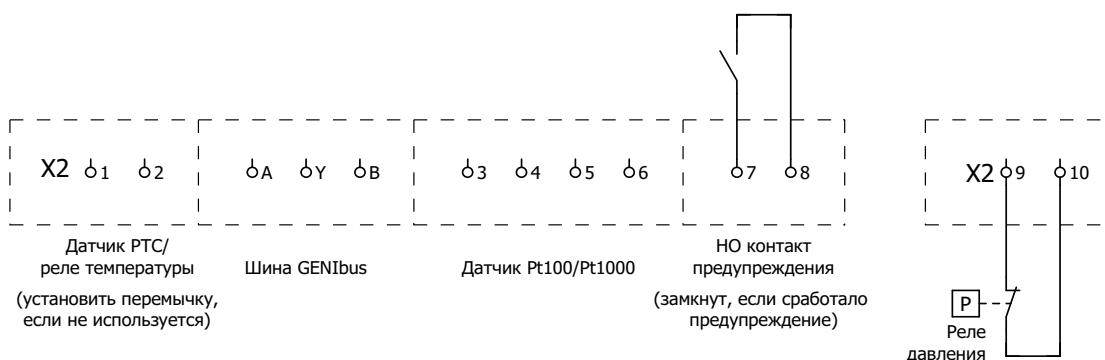 X2 1 2 A Y B 3 4 5 6 7 8 X2 9 10
Датчик PTC/
реле температуры
(установить перемычку,
если не используется)
Шина GENIbus
Датчик Pt100/Pt1000
НО контакт
предупреждения
(замкнут, если сработало
предупреждение)
P
Реле
давления